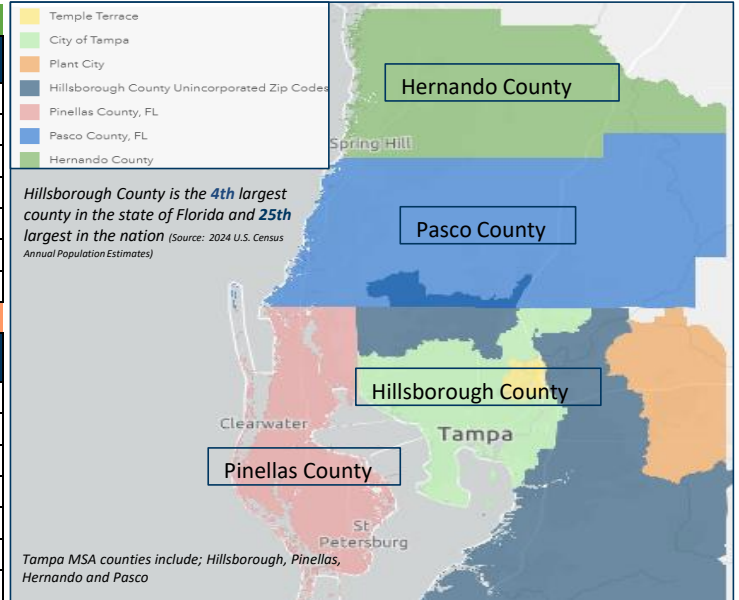 Temple Terrace
City of Tampa
Plant City
Hillsborough County Unincorporated Zip Codes
Pinellas County, FL
Pasco County, FL
Hernando County
Hernando County
Spring Hill
Hillsborough County is the 4th largest
county in the state of Florida and 25th
largest in the nation (Source: 2024 U.S. Census
Annual Population Estimates)
Pasco County
Hillsborough County
Clearwater
Tampa
Pinellas County
St
Petersburg
Tampa MSA counties include; Hillsborough, Pinellas,
Hernando and Pasco